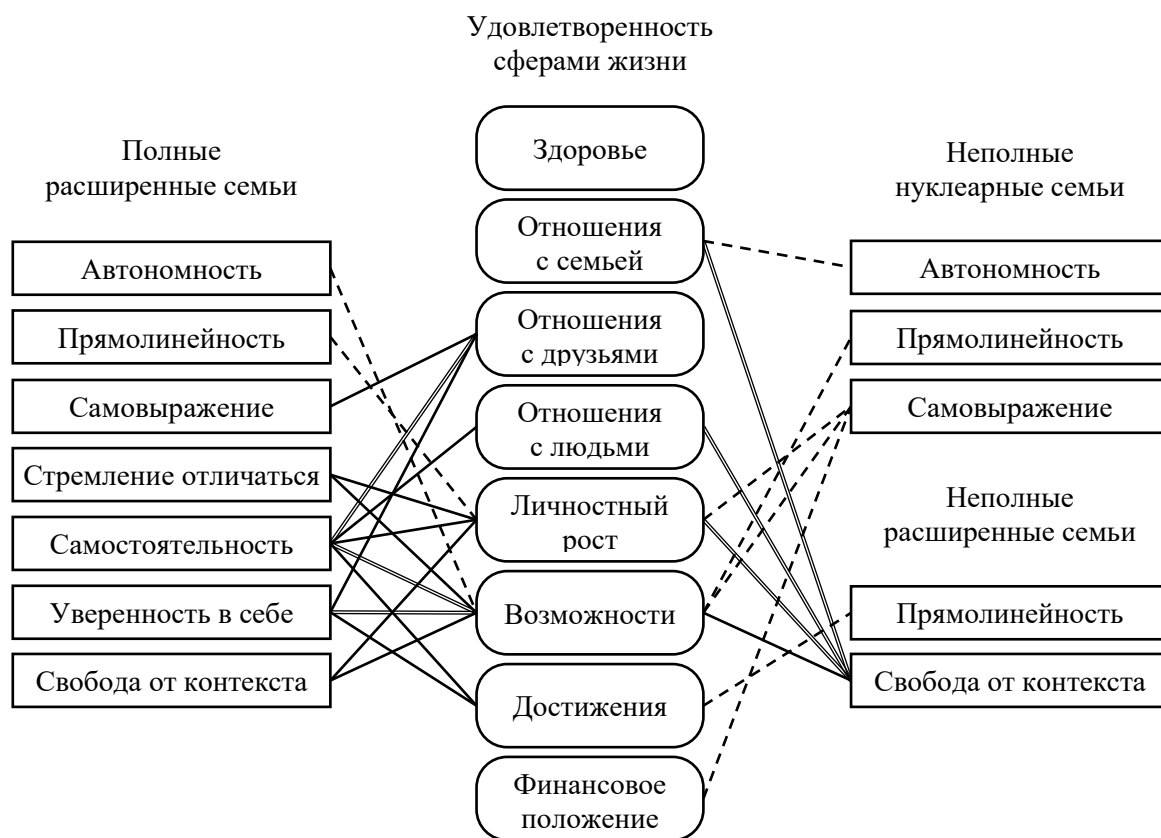 Удовлетворенность
сферами жизни
Полные
расширенные семьи
Автономность
Прямолинейность
Самовыражение
Стремление отличаться
Самостоятельность
Уверенность в себе
Свобода от контекста
Здоровье
Отношения
с семьей
Отношения
с друзьями
Отношения
с людьми
Личностный
рост
Возможности
Достижения
Финансовое
положение
Неполные
нуклеарные семьи
Автономность
Прямолинейность
Самовыражение
Неполные
расширенные семьи
Прямолинейность
Свобода от контекста